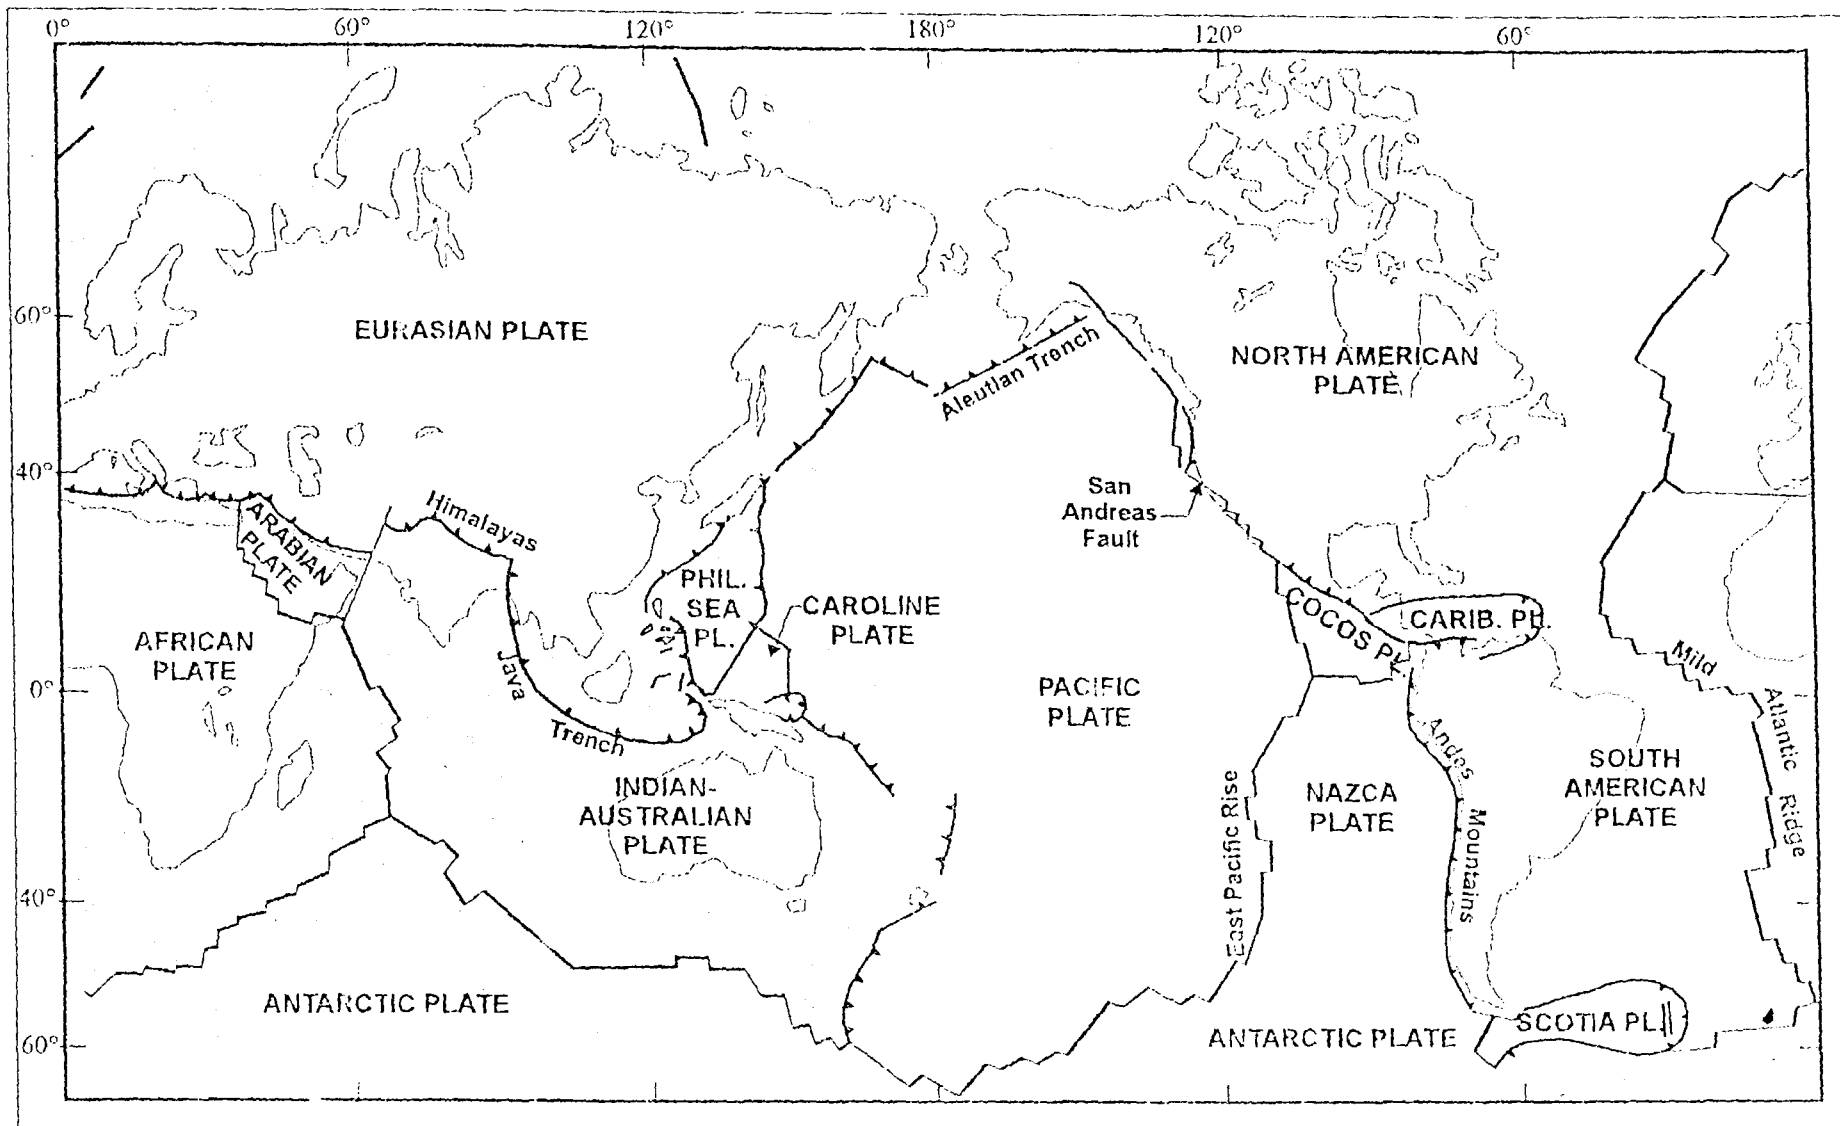 0° 60° 120° 180° 120° 60°
60°
EURASIAN PLATE
NORTH AMERICAN
PLATE
Aleutlan Trench
40°
San
Andreas
Fault
Himalayas
ARABIAN
PLATE
PHIL.
SEA
PL.
CAROLINE
PLATE
COCOS PL.
CARIB. PL.
AFRICAN
PLATE
Mild
Atlantic
Ridge
0°
Java
Trench
PACIFIC
PLATE
Andes
Mountains
SOUTH
AMERICAN
PLATE
INDIAN-
AUSTRALIAN
PLATE
East Pacific Rise
NAZCA
PLATE
40°
ANTARCTIC PLATE
ANTARCTIC PLATE
SCOTIA PL.
60°